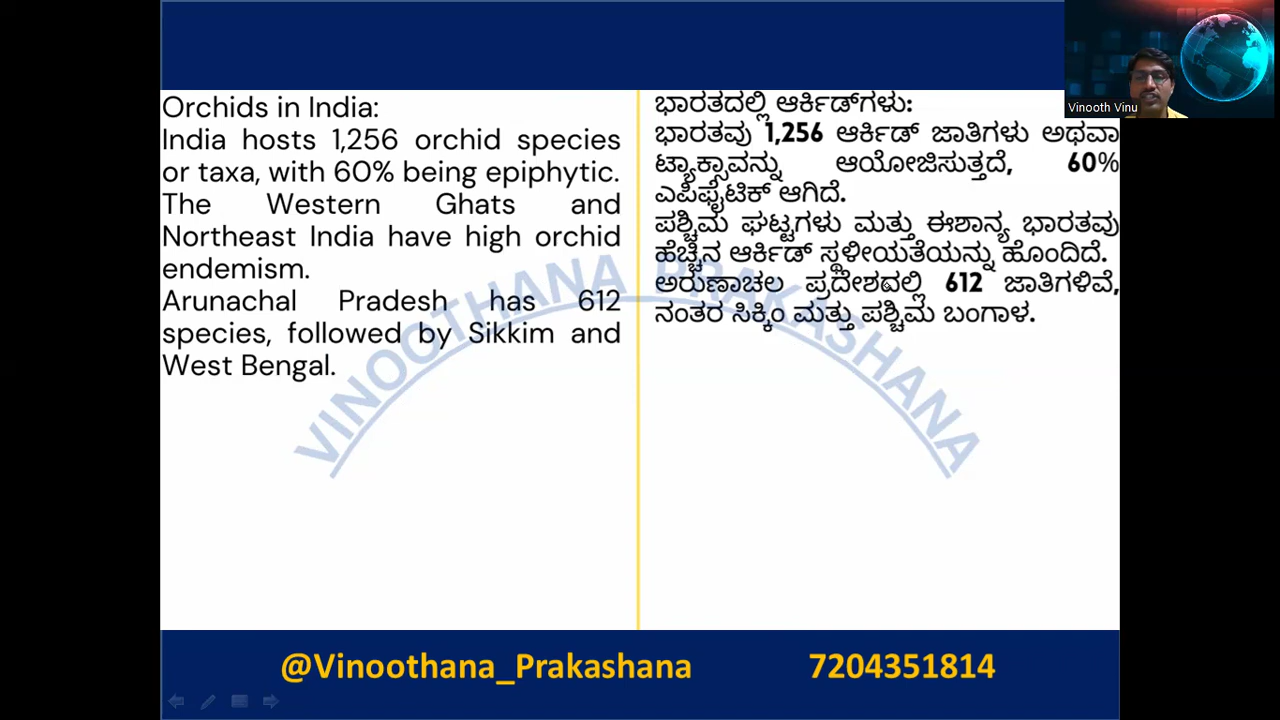 Orchids in India:
India hosts 1,256 orchid species
or taxa, with 60% being epiphytic.
The Western Ghats and
Northeast India have high orchid
endemism.
Arunachal Pradesh has 612
species, followed by Sikkim and
West Bengal.
ಭಾರತದಲ್ಲಿ ಆರ್ಕಿಡ್‌ಗಳು:
ಭಾರತವು 1,256 ಆರ್ಕಿಡ್ ಜಾತಿಗಳು ಅಥವಾ
ಟ್ಯಾಕ್ಸಾವನ್ನು ಆಯೋಜಿಸುತ್ತದೆ, 60%
ಎಪಿಫೈಟಿಕ್ ಆಗಿದೆ.
ಪಶ್ಚಿಮ ಘಟ್ಟಗಳು ಮತ್ತು ಈಶಾನ್ಯ ಭಾರತವು
ಹೆಚ್ಚಿನ ಆರ್ಕಿಡ್ ಸ್ಥಳೀಯತೆಯನ್ನು ಹೊಂದಿದೆ.
ಅರುಣಾಚಲ ಪ್ರದೇಶದಲ್ಲಿ 612 ಜಾತಿಗಳಿವೆ,
ನಂತರ ಸಿಕ್ಕಿಂ ಮತ್ತು ಪಶ್ಚಿಮ ಬಂಗಾಳ.
VINOOTHANA PRAKASHANA
Vinooth Vinu
@Vinoothana_Prakashana 7204351814